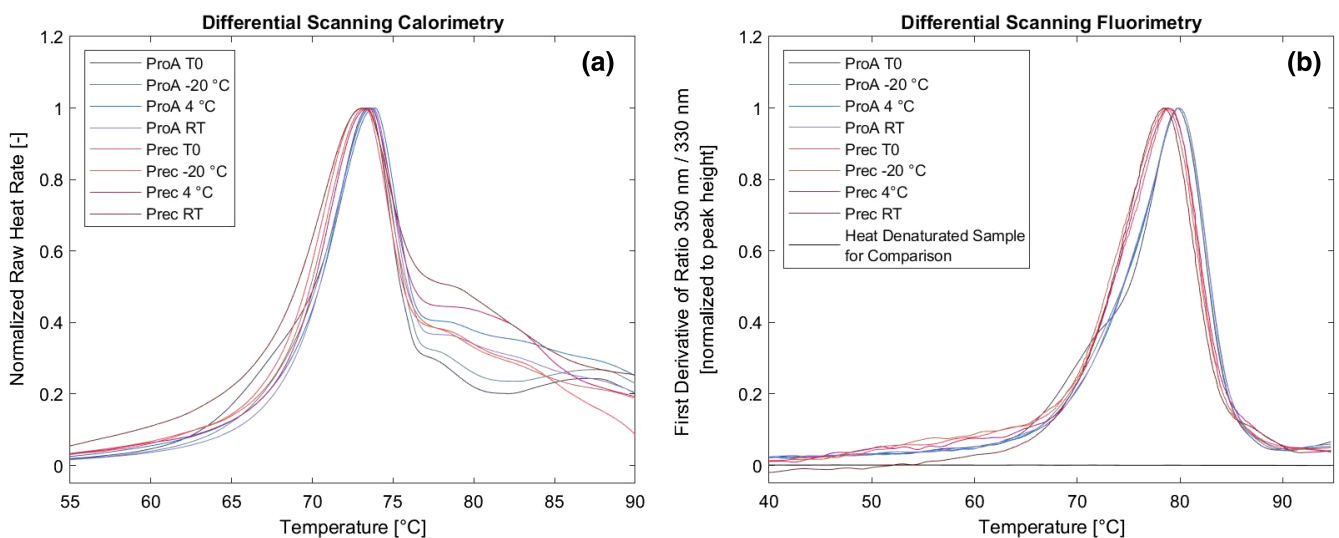 Differential Scanning Calorimetry
(a)
Normalized Raw Heat Rate [-]
1.2
1
0.8
0.6
0.4
0.2
0
ProA T0
ProA -20 °C
ProA 4 °C
ProA RT
Prec T0
Prec -20 °C
Prec 4 °C
Prec RT
55 60 65 70 75 80 85 90
Temperature [°C]
Differential Scanning Fluorimetry
(b)
First Derivative of Ratio 350 nm / 330 nm
[normalized to peak height]
1.2
1
0.8
0.6
0.4
0.2
0
ProA T0
ProA -20 °C
ProA 4 °C
ProA RT
Prec T0
Prec -20 °C
Prec 4°C
Prec RT
Heat Denaturated Sample
for Comparison
40 50 60 70 80 90
Temperature [°C]